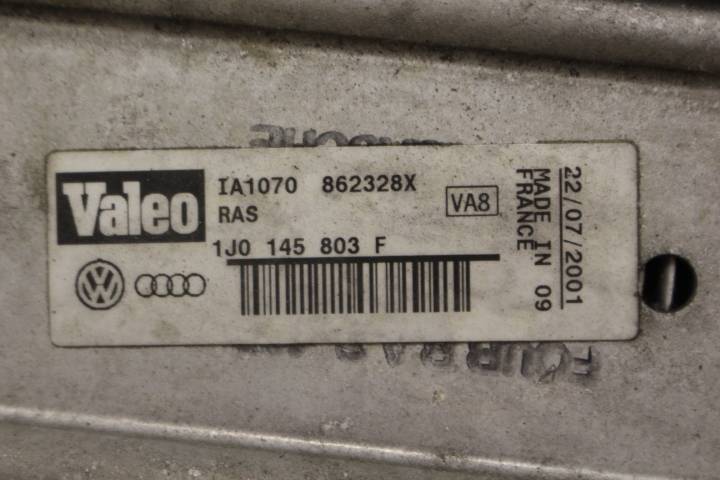 Valeo
IA1070 862328X
RAS
VA8
1J0 145 803 F
22/07/2001
MADE IN 09
FRANCE